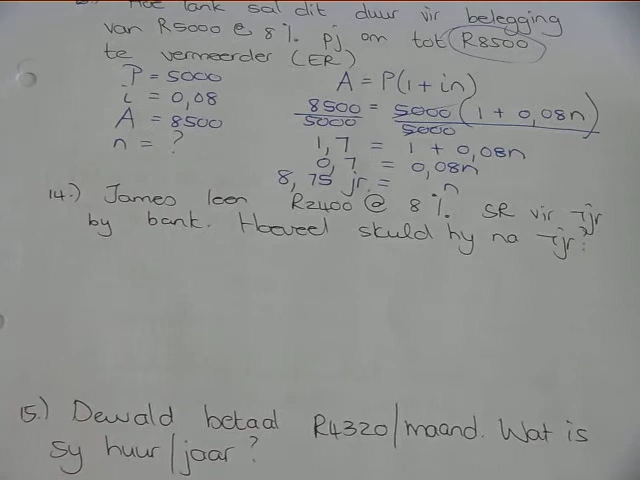 Hoe lank sal dit duur vir belegging
van R5000 @ 8% pj om tot R8500
te vermeerder (ER)
P = 5000
i = 0,08
A = 8500
n = ?
A = P(1 + in)
8500/5000 = 5000/5000 (1 + 0,08n)
1,7 = 1 + 0,08n
0,7 = 0,08n
8,75 jr. = n
14.) James leen R2400 @ 8%. SR vir 7jr
by bank. Hoeveel skuld hy na 7jr?
15.) Dewald betaal R4320/maand. Wat is
sy huur/jaar?